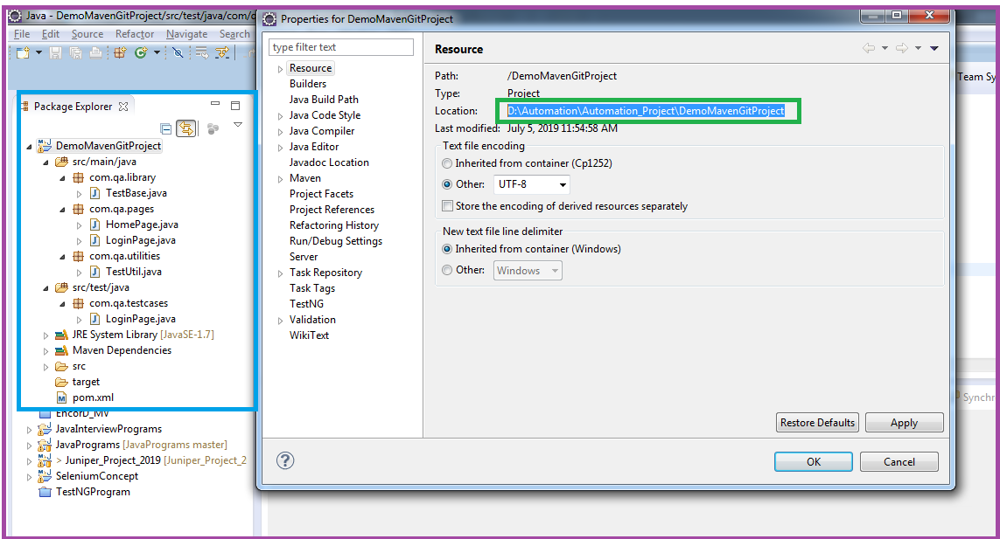 Java - DemoMavenGitProject/src/test/java/com/
File Edit Source Refactor Navigate Search
Package Explorer
DemoMavenGitProject
src/main/java
com.qa.library
TestBase.java
com.qa.pages
HomePage.java
LoginPage.java
com.qa.utilities
TestUtil.java
src/test/java
com.qa.testcases
LoginPage.java
JRE System Library [JavaSE-1.7]
Maven Dependencies
src
target
pom.xml
EncorD_MV
JavaInterviewPrograms
JavaPrograms [JavaPrograms master]
> Juniper_Project_2019 [Juniper_Project_2
SeleniumConcept
TestNGProgram
Properties for DemoMavenGitProject
type filter text
Resource
Builders
Java Build Path
Java Code Style
Java Compiler
Java Editor
Javadoc Location
Maven
Project Facets
Project References
Refactoring History
Run/Debug Settings
Server
Task Repository
Task Tags
TestNG
Validation
WikiText
Resource
Path: /DemoMavenGitProject
Type: Project
Location: D:\Automation\Automation_Project\DemoMavenGitProject
Last modified: July 5, 2019 11:54:58 AM
Text file encoding
Inherited from container (Cp1252)
Other: UTF-8
Store the encoding of derived resources separately
New text file line delimiter
Inherited from container (Windows)
Other: Windows
Restore Defaults Apply
OK Cancel
Team Sy
Synchr